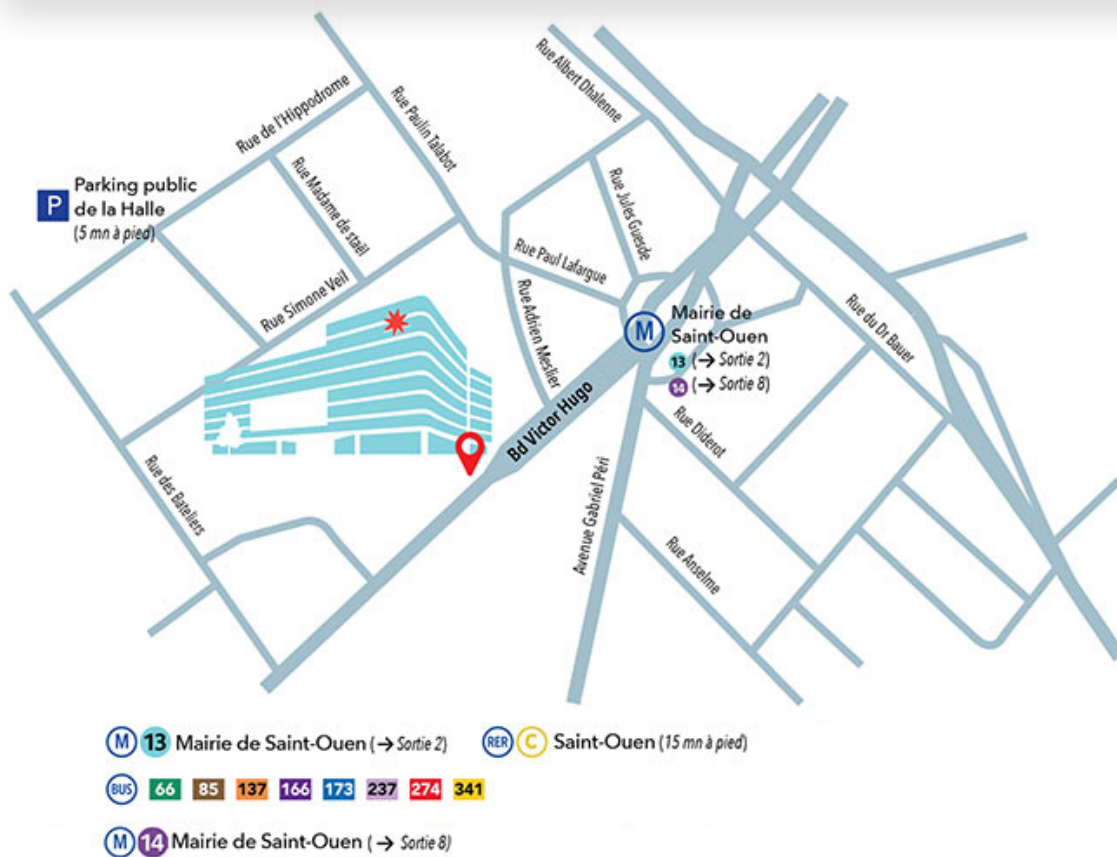 Rue Albert Dhalenne
Rue de l'Hippodrome
Rue Paulin Talabot
P
Parking public
de la Halle
(5 mn à pied)
Rue Madame de staël
Rue Jules Guesde
Rue Paul Lafargue
Rue Simone Veil
Rue Adrien Meslier
M
Mairie de
Saint-Ouen
13 (→ Sortie 2)
14 (→ Sortie 8)
Rue du Dr Bauer
Bd Victor Hugo
Rue Diderot
Rue des Bateliers
Avenue Gabriel Péri
Rue Anselme
M 13 Mairie de Saint-Ouen (→ Sortie 2)
RER C Saint-Ouen (15 mn à pied)
BUS 66 85 137 166 173 237 274 341
M 14 Mairie de Saint-Ouen (→ Sortie 8)